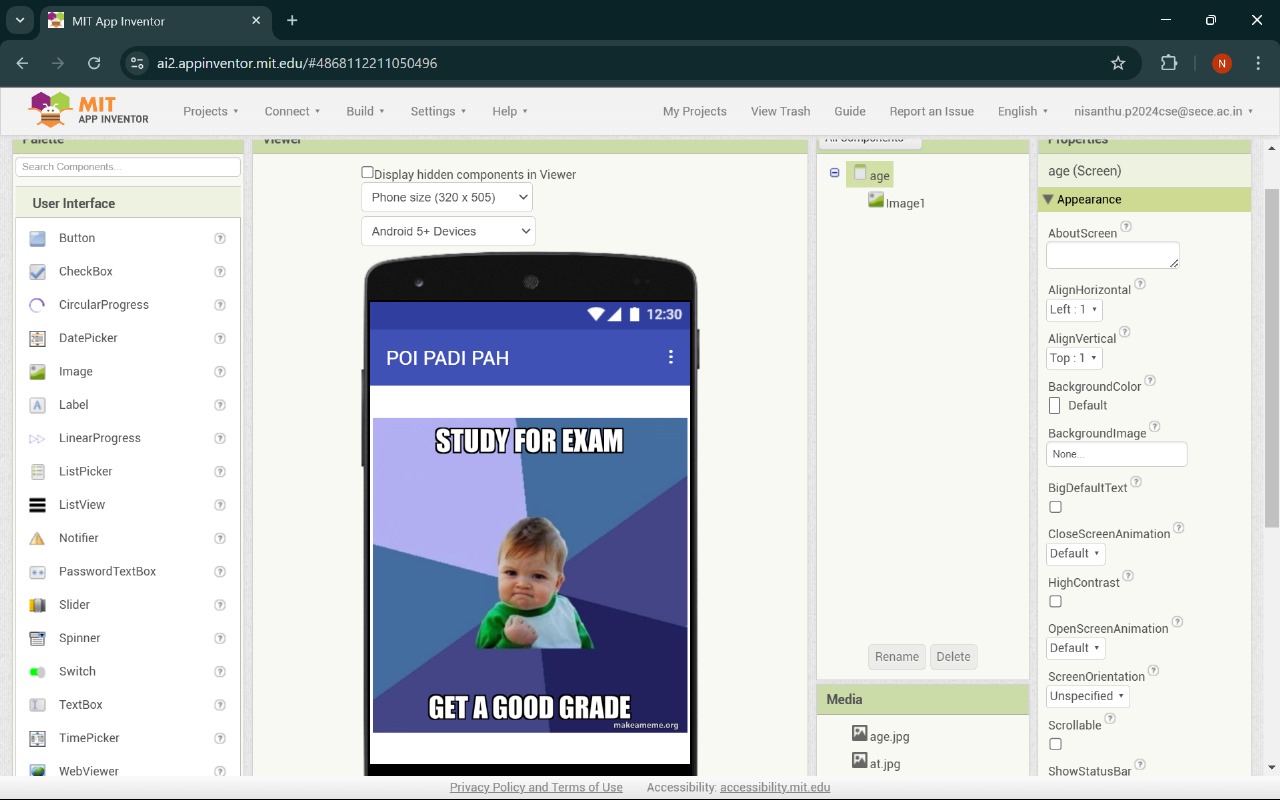 MIT App Inventor
ai2.appinventor.mit.edu/#4868112211050496
N
MIT
APP INVENTOR
Projects
Connect
Build
Settings
Help
My Projects
View Trash
Guide
Report an Issue
English
nisanthu.p2024cse@sece.ac.in
Palette
Search Components...
User Interface
Button ?
CheckBox ?
CircularProgress ?
DatePicker ?
Image ?
Label ?
LinearProgress ?
ListPicker ?
ListView ?
Notifier ?
PasswordTextBox ?
Slider ?
Spinner ?
Switch ?
TextBox ?
TimePicker ?
WebViewer ?
Viewer
Display hidden components in Viewer
Phone size (320 x 505)
Android 5+ Devices
12:30
POI PADI PAH
STUDY FOR EXAM
GET A GOOD GRADE
makeameme.org
All Components
age
Image1
Rename
Delete
Media
age.jpg
at.jpg
Properties
age (Screen)
Appearance
AboutScreen ?
AlignHorizontal ?
Left : 1
AlignVertical ?
Top : 1
BackgroundColor ?
Default
BackgroundImage ?
None...
BigDefaultText ?
CloseScreenAnimation ?
Default
HighContrast ?
OpenScreenAnimation ?
Default
ScreenOrientation ?
Unspecified
Scrollable ?
ShowStatusBar ?
Privacy Policy and Terms of Use
Accessibility: accessibility.mit.edu